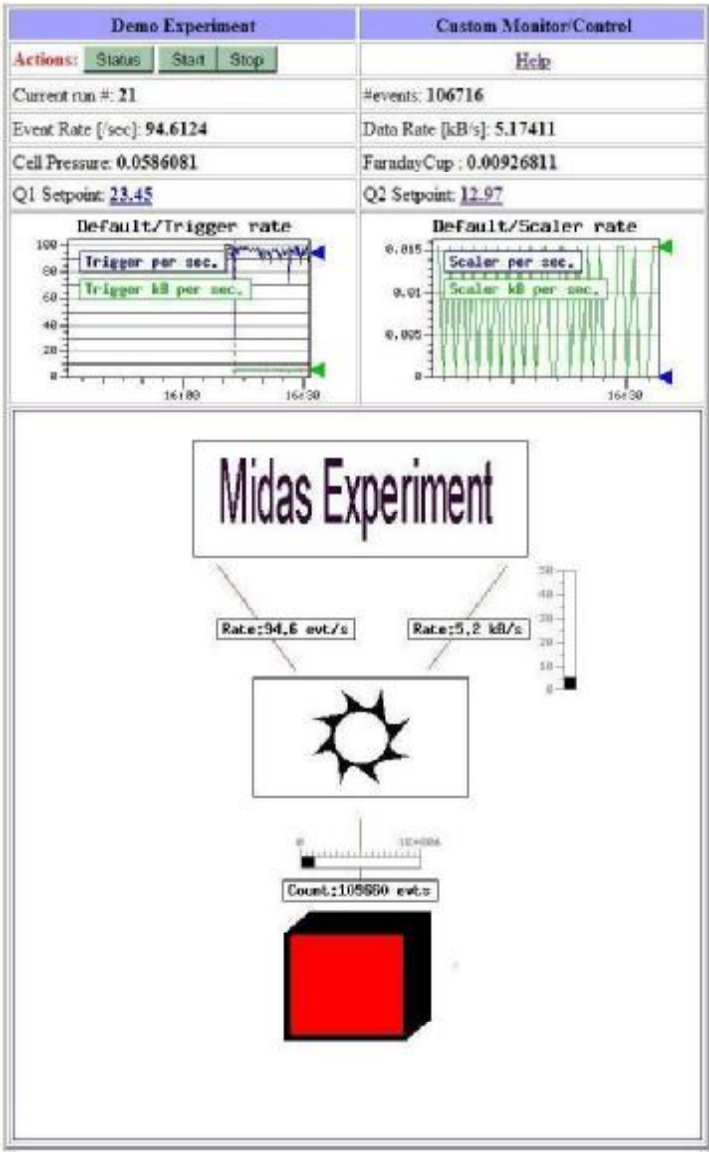 Demo Experiment
Custom Monitor/Control
Actions: Status Start Stop
Help
Current run #: 21
#events: 106716
Event Rate [/sec]: 94.6124
Data Rate [kB/s]: 5.17411
Cell Pressure: 0.0586081
FaradayCup : 0.00926811
Q1 Setpoint: 23.45
Q2 Setpoint: 12.97
Default/Trigger rate
100
80
60
40
20
0
Trigger per sec.
Trigger kB per sec.
16:00
16:30
Default/Scaler rate
0.015
0.01
0.005
0
Scaler per sec.
Scaler kB per sec.
16:30
Midas Experiment
Rate:94.6 evt/s
Rate:5.2 kB/s
50
40
30
20
10
0
0
1E+006
Count:105660 evts